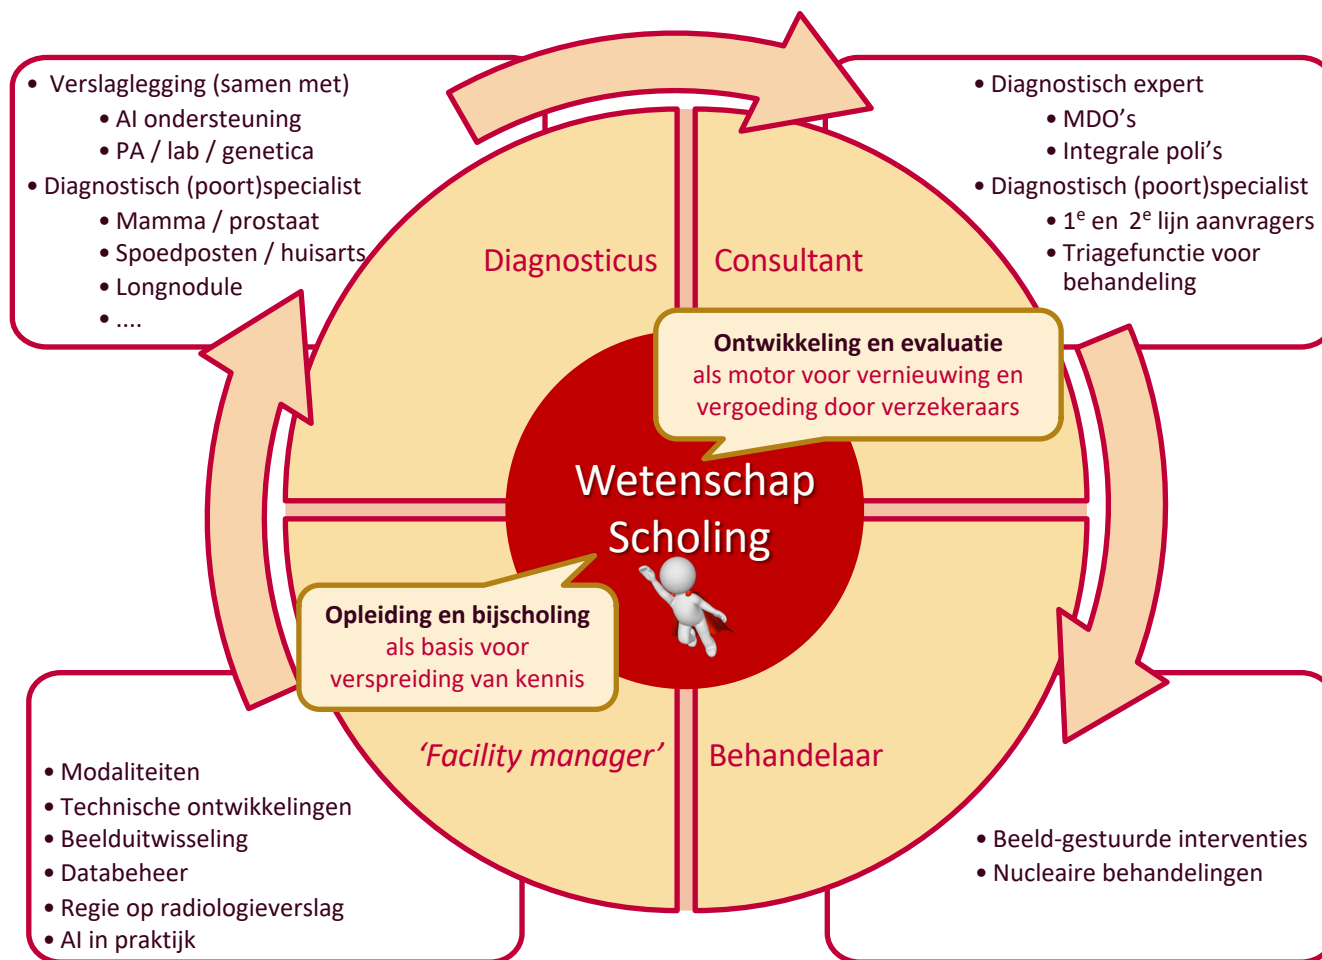 • Verslaglegging (samen met)
• AI ondersteuning
• PA / lab / genetica
• Diagnostisch (poort)specialist
• Mamma / prostaat
• Spoedposten / huisarts
• Longnodule
• ....
• Diagnostisch expert
• MDO's
• Integrale poli's
• Diagnostisch (poort)specialist
• 1e en 2e lijn aanvragers
• Triagefunctie voor
behandeling
Diagnosticus
Consultant
Ontwikkeling en evaluatie
als motor voor vernieuwing en
vergoeding door verzekeraars
Wetenschap
Scholing
Opleiding en bijscholing
als basis voor
verspreiding van kennis
'Facility manager'
Behandelaar
• Modaliteiten
• Technische ontwikkelingen
• Beelduitwisseling
• Databeheer
• Regie op radiologieverslag
• AI in praktijk
• Beeld-gestuurde interventies
• Nucleaire behandelingen